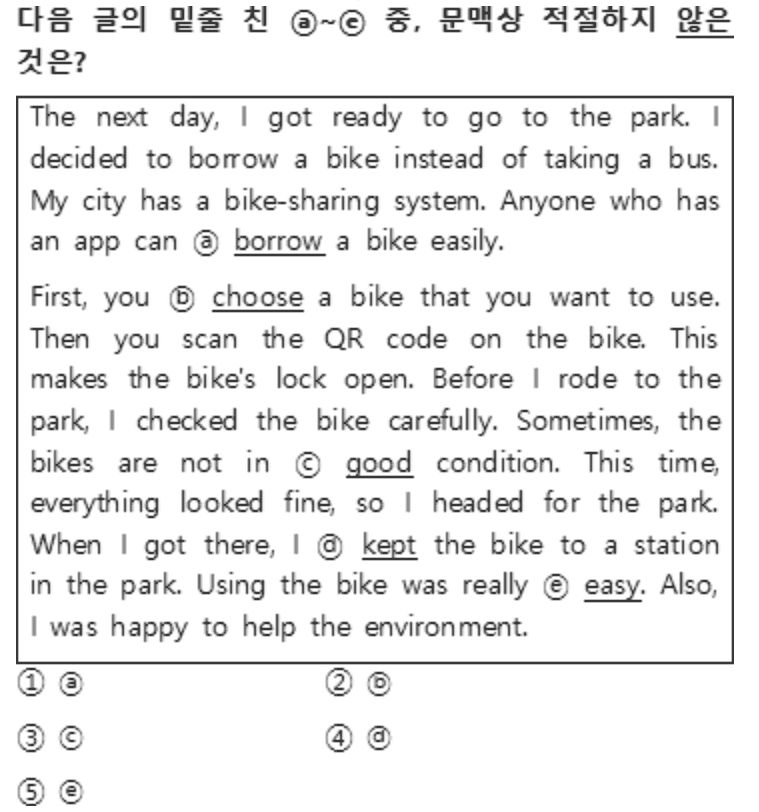 다음 글의 밑줄 친 ⓐ~ⓔ 중, 문맥상 적절하지 않은
것은?
The next day, I got ready to go to the park. I
decided to borrow a bike instead of taking a bus.
My city has a bike-sharing system. Anyone who has
an app can ⓐ borrow a bike easily.
First, you ⓑ choose a bike that you want to use.
Then you scan the QR code on the bike. This
makes the bike's lock open. Before I rode to the
park, I checked the bike carefully. Sometimes, the
bikes are not in ⓒ good condition. This time,
everything looked fine, so I headed for the park.
When I got there, I ⓓ kept the bike to a station
in the park. Using the bike was really ⓔ easy. Also,
I was happy to help the environment.
① ⓐ ② ⓑ
③ ⓒ ④ ⓓ
⑤ ⓔ